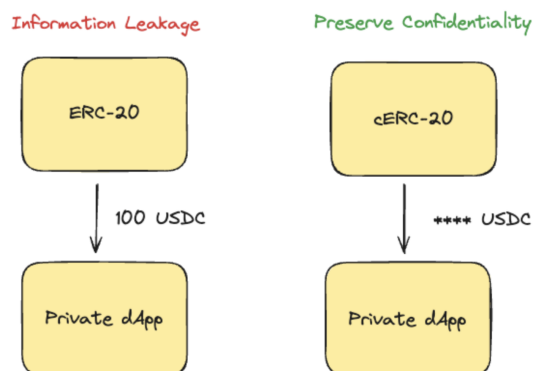 Information Leakage
Preserve Confidentiality
ERC-20
cERC-20
100 USDC
**** USDC
Private dApp
Private dApp